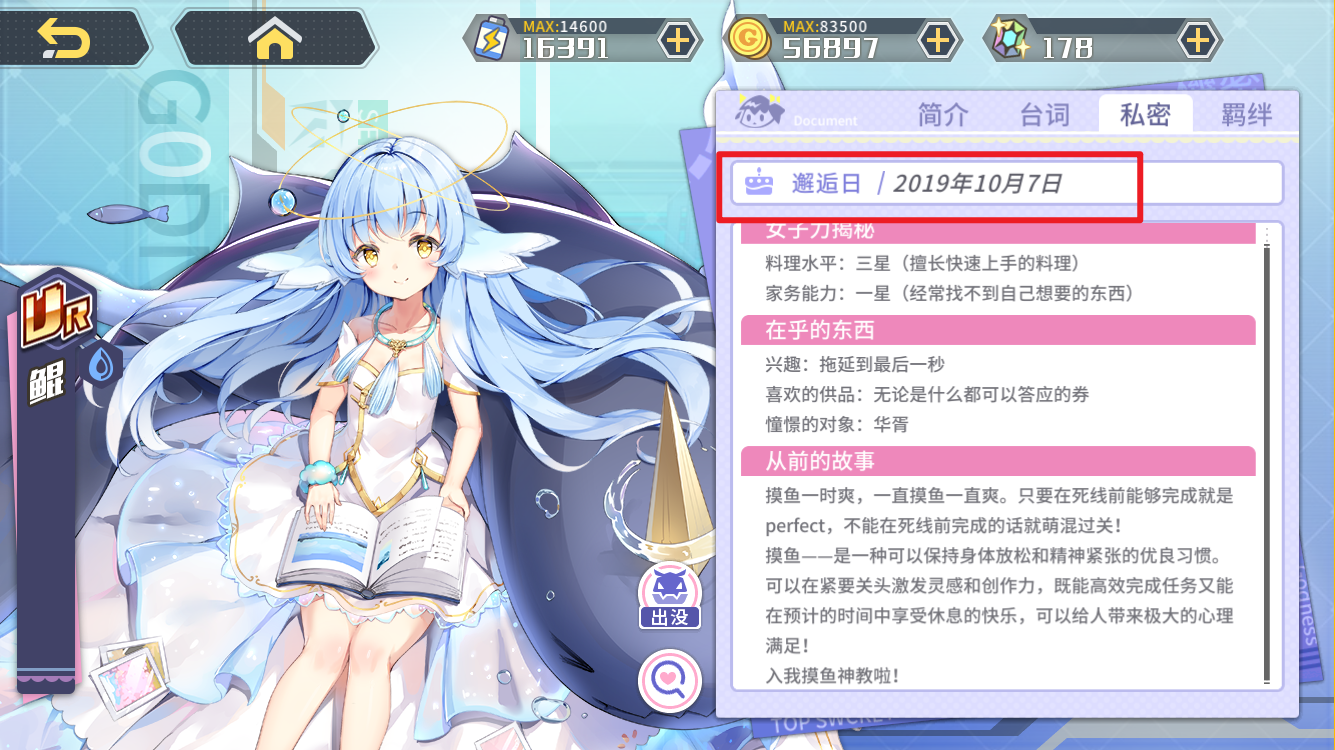 MAX:14600
16391
MAX:83500
56897
178
GODD
Document
简介
台词
私密
羁绊
邂逅日 / 2019年10月7日
女子力揭秘
料理水平：三星（擅长快速上手的料理）
家务能力：一星（经常找不到自己想要的东西）
在乎的东西
兴趣：拖延到最后一秒
喜欢的供品：无论是什么都可以答应的券
憧憬的对象：华胥
从前的故事
摸鱼一时爽，一直摸鱼一直爽。只要在死线前能够完成就是
perfect，不能在死线前完成的话就萌混过关！
摸鱼——是一种可以保持身体放松和精神紧张的优良习惯。
可以在紧要关头激发灵感和创作力，既能高效完成任务又能
在预计的时间中享受休息的快乐，可以给人带来极大的心理
满足！
入我摸鱼神教啦！
UR
鲲
出没